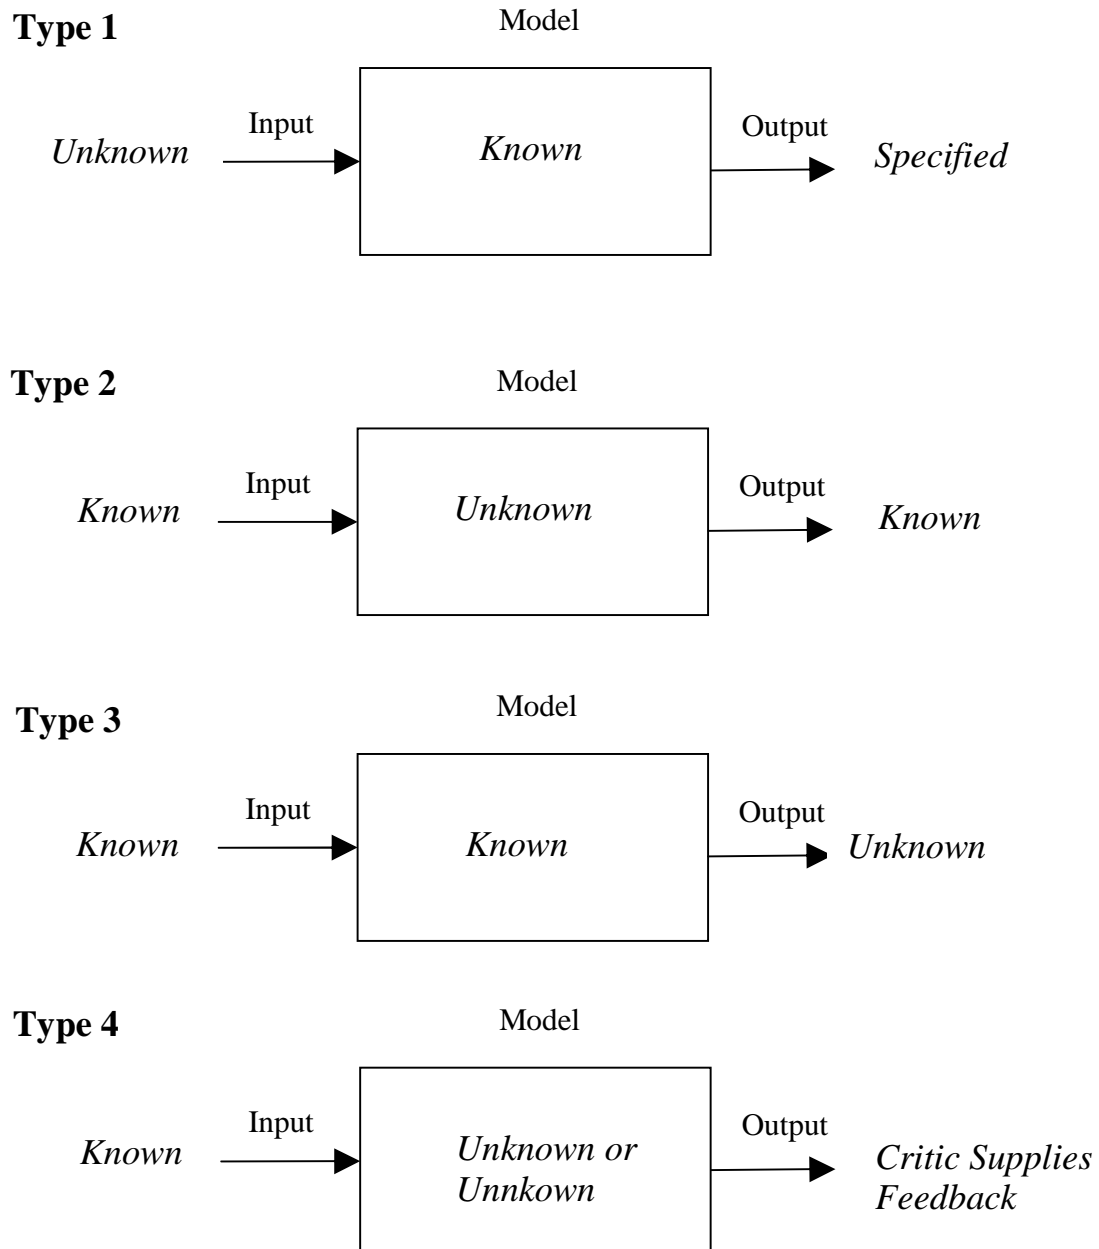 Type 1
Model
Unknown
Input
Known
Output
Specified
Type 2
Model
Known
Input
Unknown
Output
Known
Type 3
Model
Known
Input
Known
Output
Unknown
Type 4
Model
Known
Input
Unknown or
Unnkown
Output
Critic Supplies
Feedback